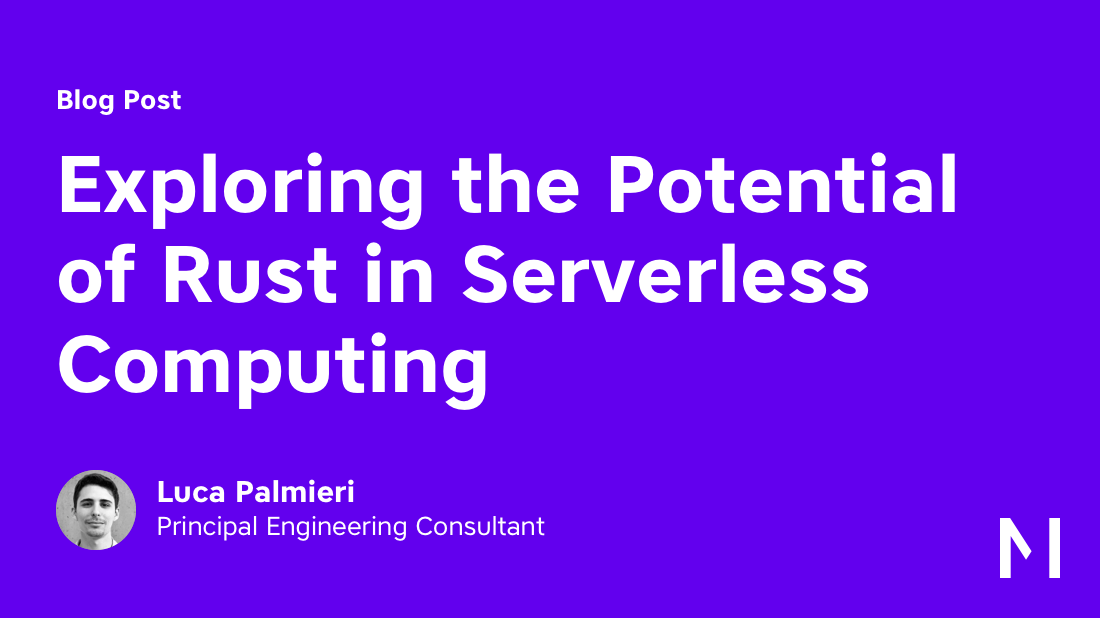 Blog Post
Exploring the Potential
of Rust in Serverless
Computing
Luca Palmieri
Principal Engineering Consultant